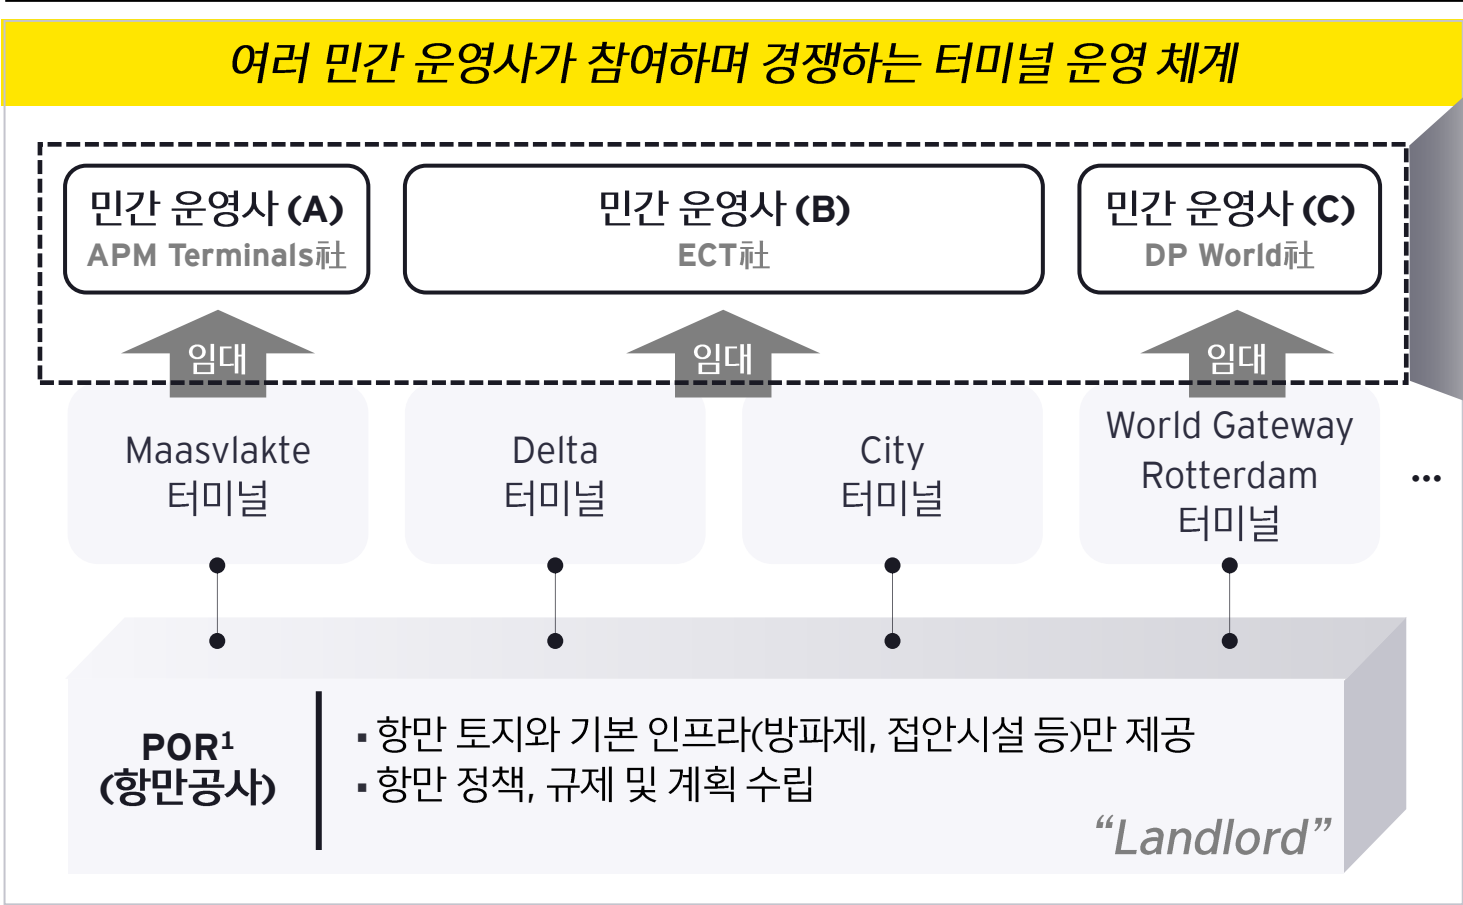 여러 민간 운영사가 참여하며 경쟁하는 터미널 운영 체계
민간 운영사 (A)
APM Terminals社
민간 운영사 (B)
ECT社
민간 운영사 (C)
DP World社
임대
임대
임대
Maasvlakte
터미널
Delta
터미널
City
터미널
World Gateway
Rotterdam
터미널
...
POR¹
(항만공사)
▪ 항만 토지와 기본 인프라(방파제, 접안시설 등)만 제공
▪ 항만 정책, 규제 및 계획 수립
“Landlord”